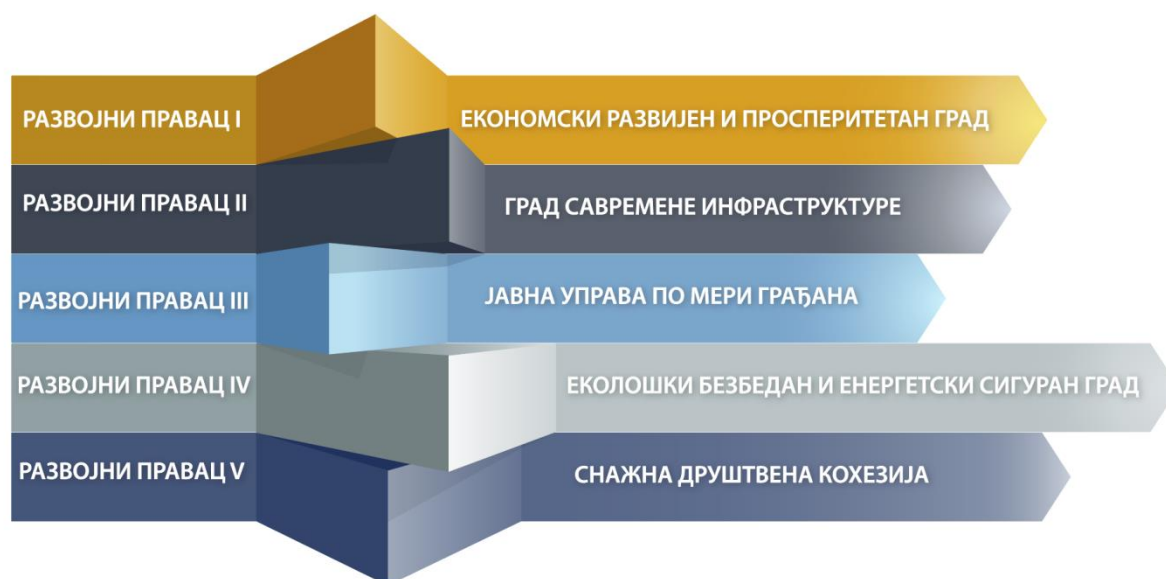 РАЗВОЈНИ ПРАВАЦ I
ЕКОНОМСКИ РАЗВИЈЕН И ПРОСПЕРИТЕТАН ГРАД
РАЗВОЈНИ ПРАВАЦ II
ГРАД САВРЕМЕНЕ ИНФРАСТРУКТУРЕ
РАЗВОЈНИ ПРАВАЦ III
ЈАВНА УПРАВА ПО МЕРИ ГРАЂАНА
РАЗВОЈНИ ПРАВАЦ IV
ЕКОЛОШКИ БЕЗБЕДАН И ЕНЕРГЕТСКИ СИГУРАН ГРАД
РАЗВОЈНИ ПРАВАЦ V
СНАЖНА ДРУШТВЕНА КОХЕЗИЈА